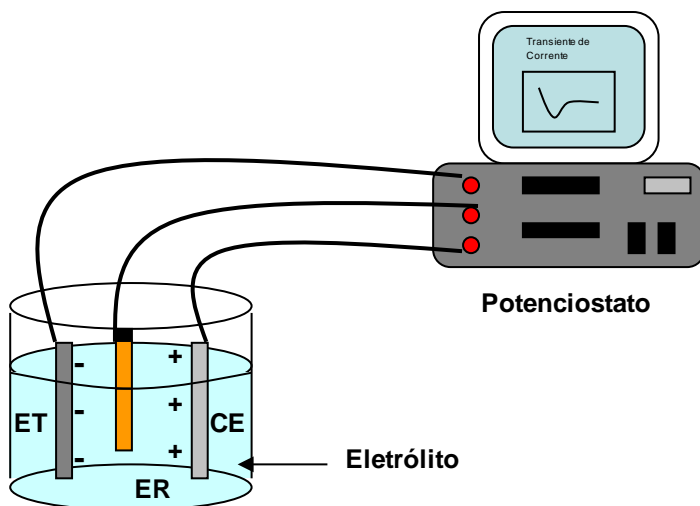 Transiente de
Corrente
Potenciostato
- +
ET - + CE
- +
Eletrólito
ER